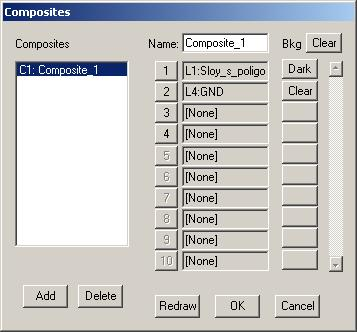 Composites
Composites
Name: Composite_1 Bkg Clear
C1: Composite_1
1 L1:Sloy_s_poligo Dark
2 L4:GND Clear
3 [None]
4 [None]
5 [None]
6 [None]
7 [None]
8 [None]
9 [None]
10 [None]
Add Delete
Redraw OK Cancel